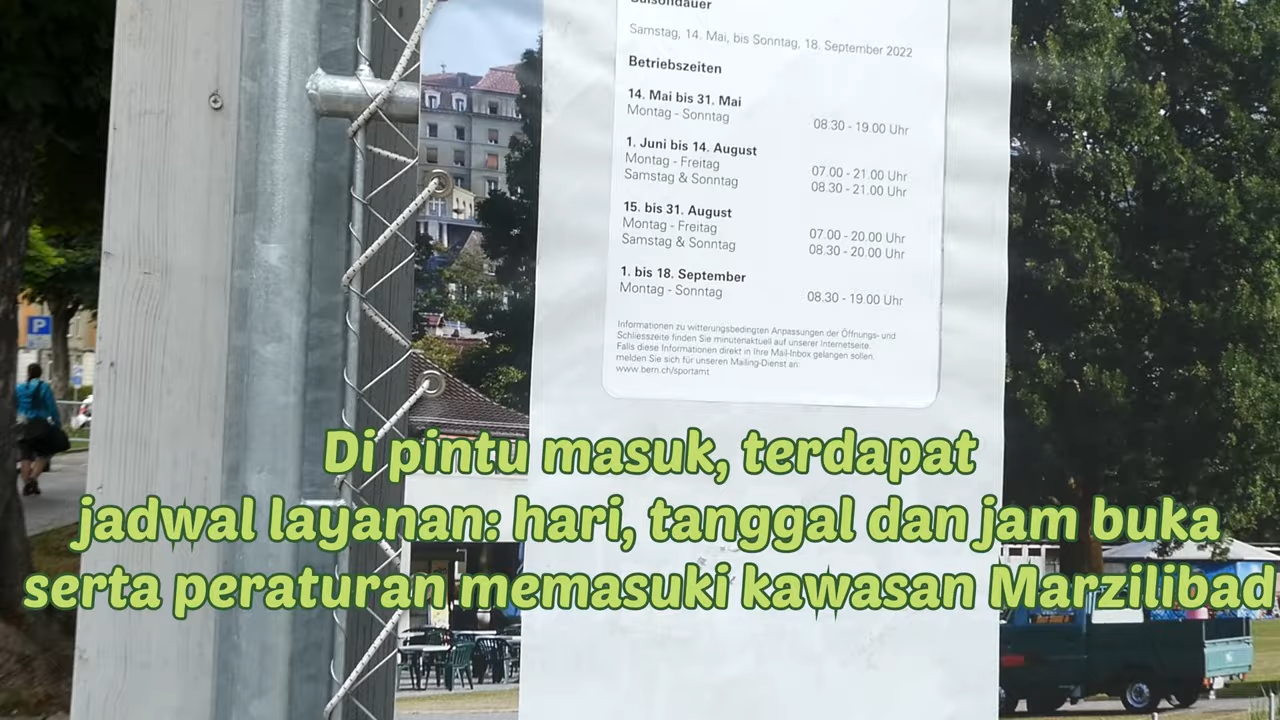 Saisondauer
Samstag, 14. Mai, bis Sonntag, 18. September 2022
Betriebszeiten
14. Mai bis 31. Mai
Montag - Sonntag 08.30 - 19.00 Uhr
1. Juni bis 14. August
Montag - Freitag 07.00 - 21.00 Uhr
Samstag & Sonntag 08.30 - 21.00 Uhr
15. bis 31. August
Montag - Freitag 07.00 - 20.00 Uhr
Samstag & Sonntag 08.30 - 20.00 Uhr
1. bis 18. September
Montag - Sonntag 08.30 - 19.00 Uhr
Informationen zu witterungsbedingten Anpassungen der Öffnungs- und
Schliesszeite finden Sie minutenaktuell auf unserer Internetseite.
Falls diese Informationen direkt in Ihre Mail-Inbox gelangen sollen,
melden Sie sich für unseren Mailing-Dienst an:
www.bern.ch/sportamt
P
Di pintu masuk, terdapat
jadwal layanan: hari, tanggal dan jam buka
serta peraturan memasuki kawasan Marzilibad